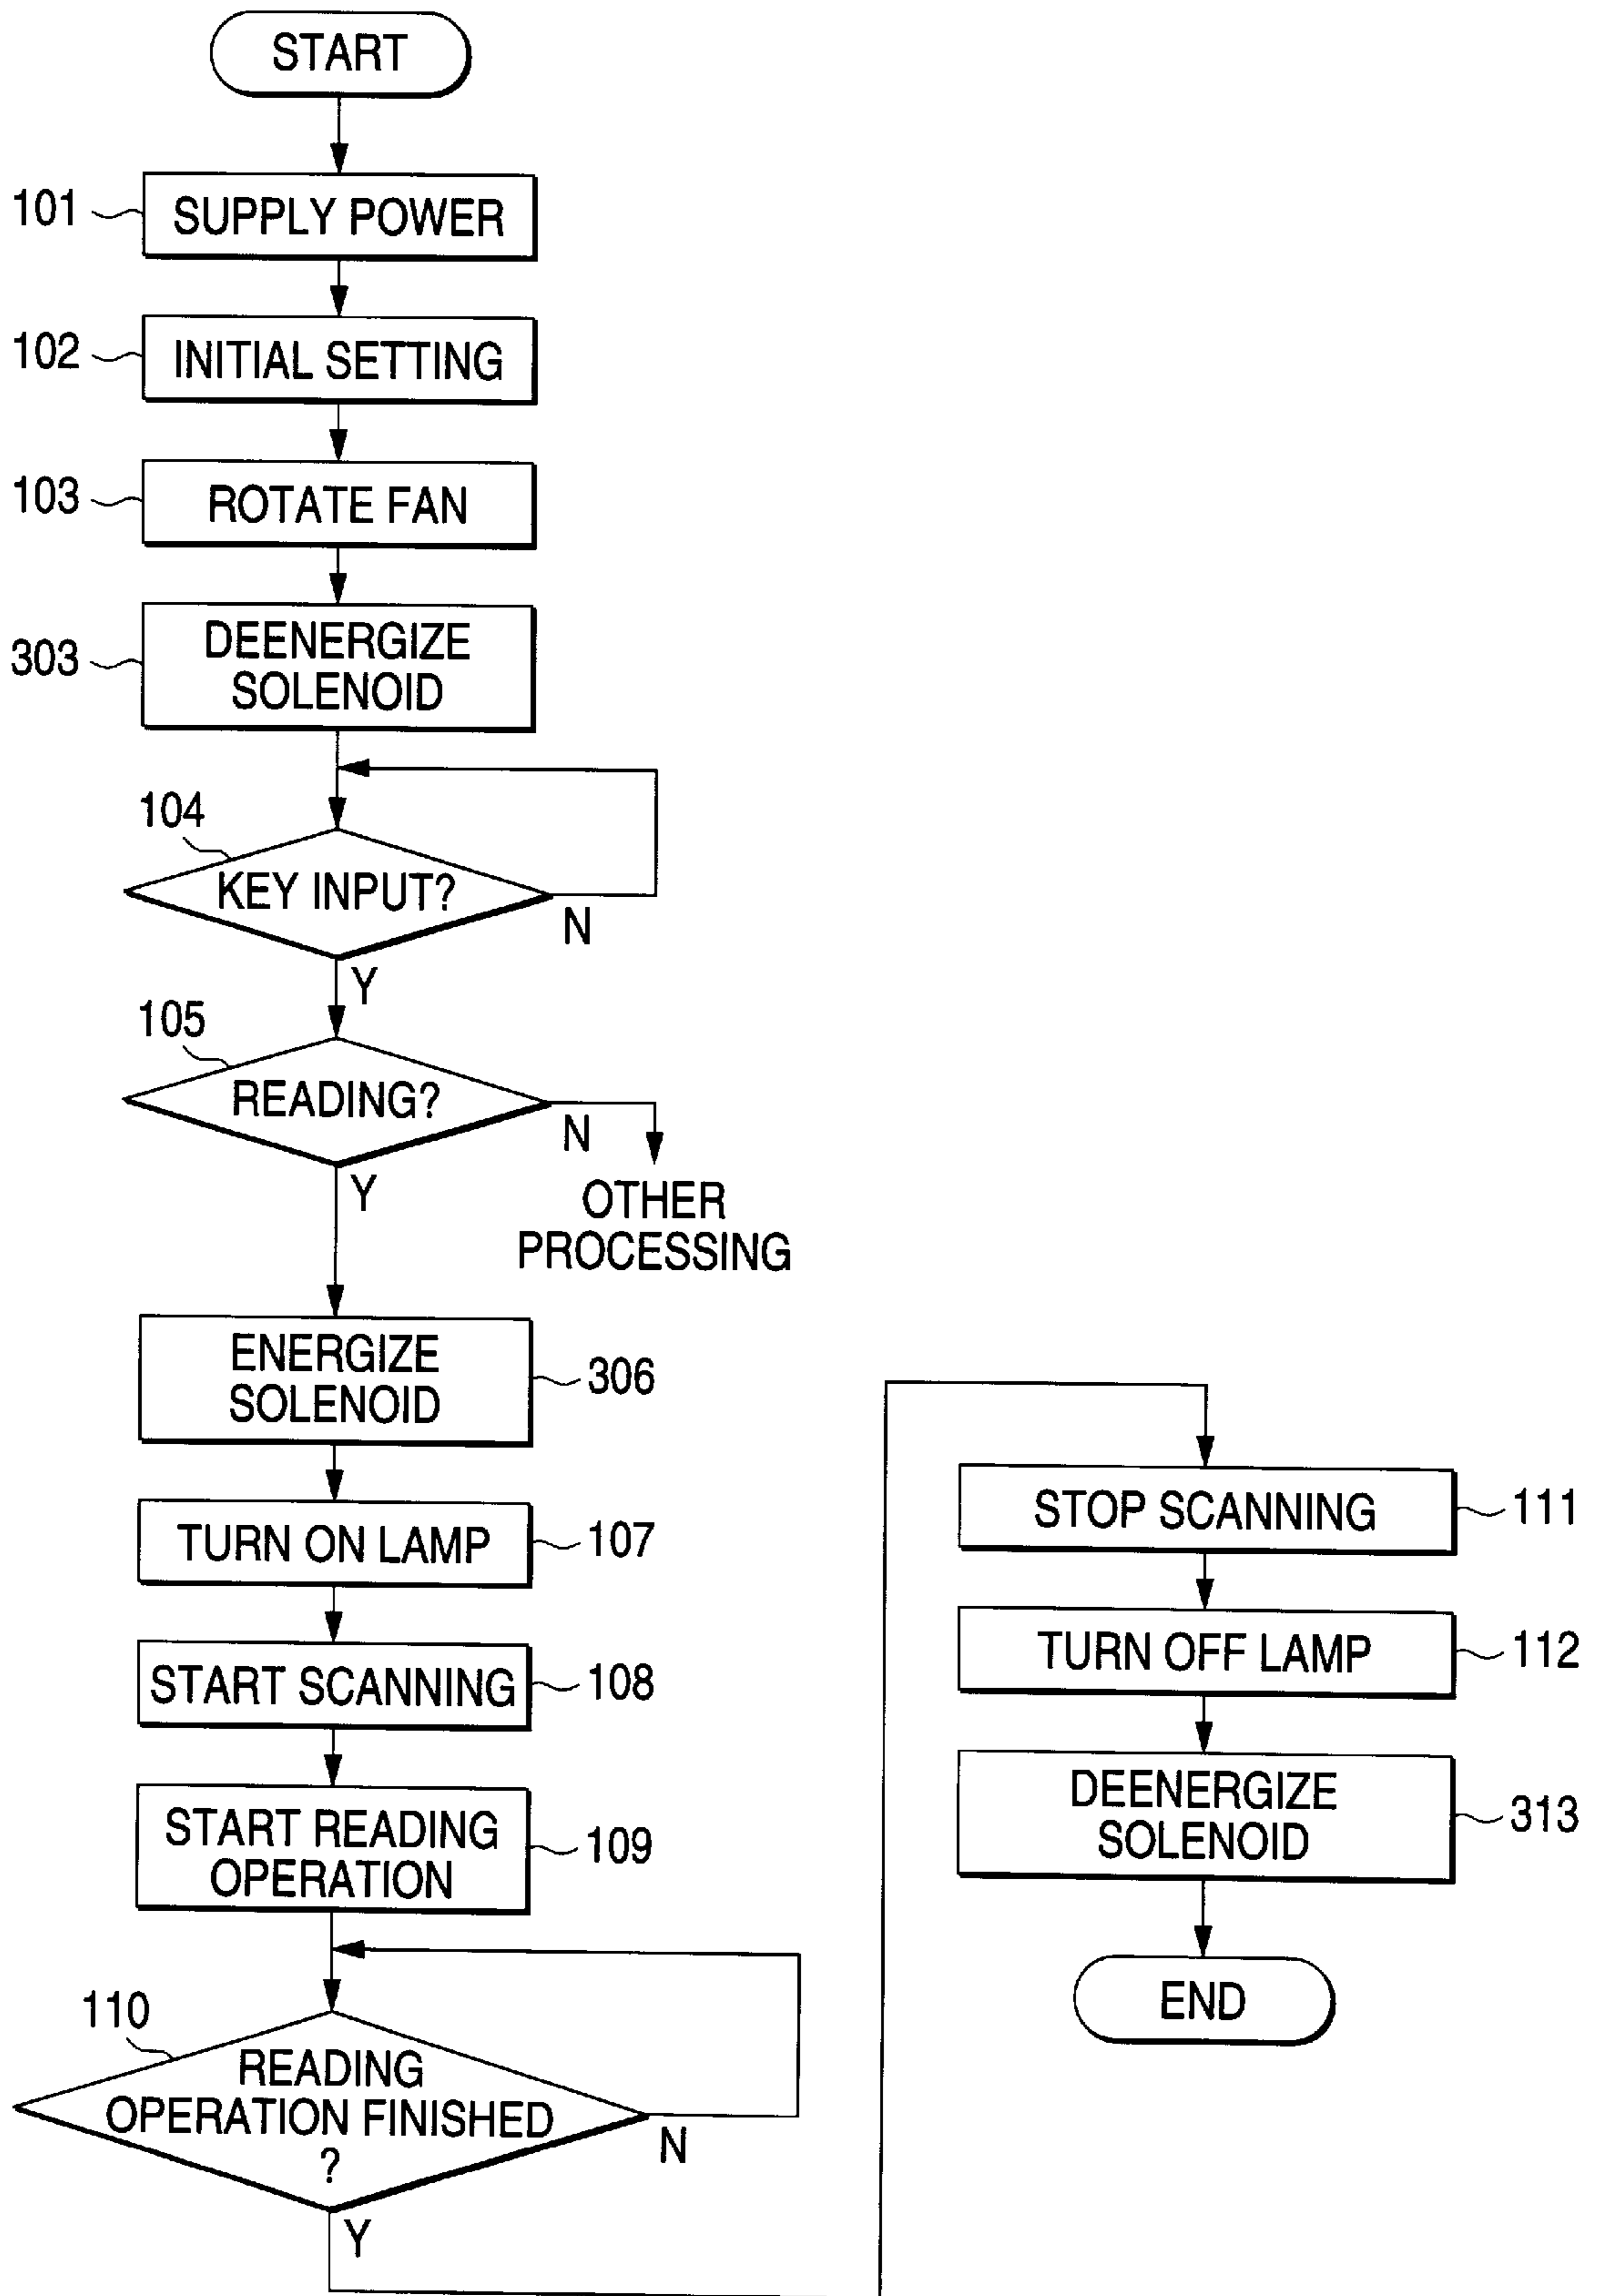 START
101
SUPPLY POWER
102
INITIAL SETTING
103
ROTATE FAN
303
DEENERGIZE
SOLENOID
104
KEY INPUT?
N
Y
105
READING?
N
Y
OTHER
PROCESSING
ENERGIZE
SOLENOID
306
TURN ON LAMP
107
START SCANNING
108
START READING
OPERATION
109
110
READING
OPERATION FINISHED
?
N
Y
STOP SCANNING
111
TURN OFF LAMP
112
DEENERGIZE
SOLENOID
313
END